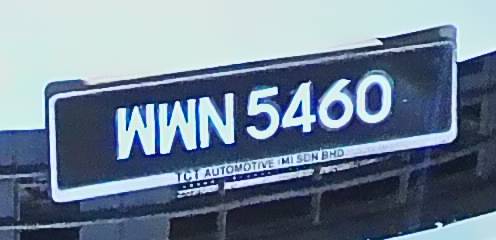 WWN 5460
TCT AUTOMOTIVE (M) SDN BHD